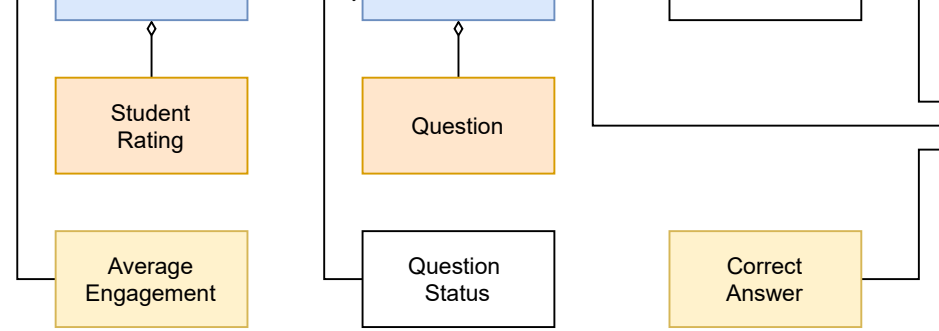 Student
Rating
Question
Average
Engagement
Question
Status
Correct
Answer